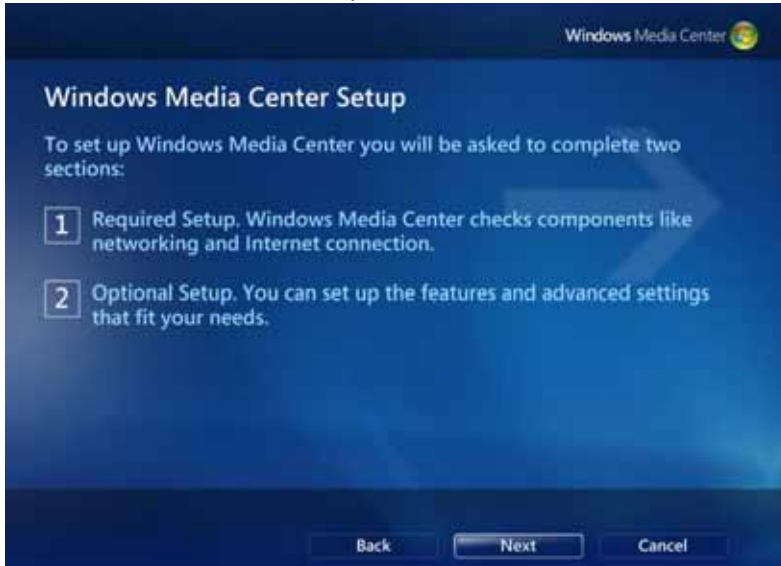 Windows Media Center
Windows Media Center Setup
To set up Windows Media Center you will be asked to complete two
sections:
1 Required Setup. Windows Media Center checks components like
networking and Internet connection.
2 Optional Setup. You can set up the features and advanced settings
that fit your needs.
Back Next Cancel